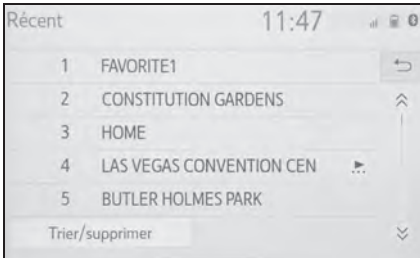 Récent 11:47
1 FAVORITE1
2 CONSTITUTION GARDENS
3 HOME
4 LAS VEGAS CONVENTION CEN
5 BUTLER HOLMES PARK
Trier/supprimer